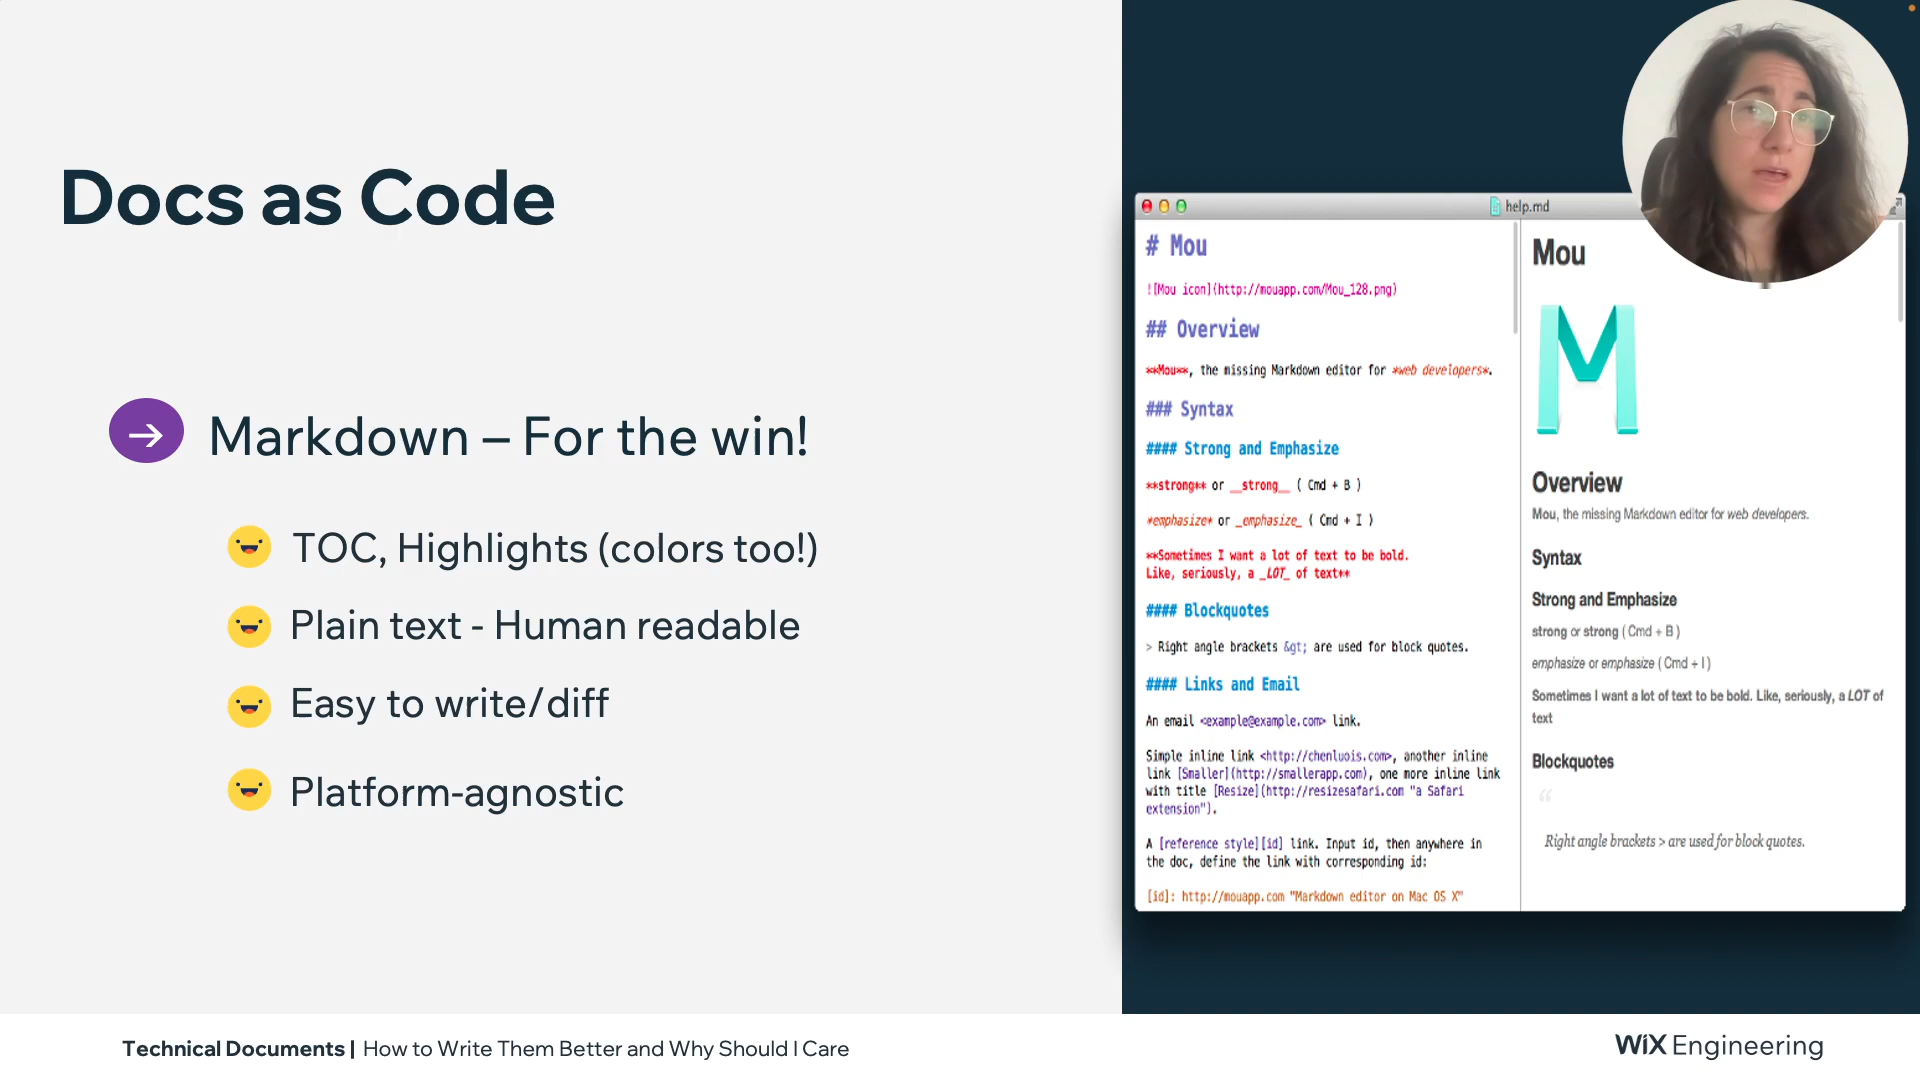 Docs as Code
Markdown – For the win!
TOC, Highlights (colors too!)
Plain text - Human readable
Easy to write/diff
Platform-agnostic
help.md
# Mou
![Mou icon](http://mouapp.com/Mou_128.png)
## Overview
**Mou**, the missing Markdown editor for *web developers*.
### Syntax
#### Strong and Emphasize
**strong** or __strong__ ( Cmd + B )
*emphasize* or _emphasize_ ( Cmd + I )
**Sometimes I want a lot of text to be bold.
Like, seriously, a _LOT_ of text**
#### Blockquotes
> Right angle brackets &gt; are used for block quotes.
#### Links and Email
An email <example@example.com> link.
Simple inline link <http://chenluois.com>, another inline
link [Smaller](http://smallerapp.com), one more inline link
with title [Resize](http://resizesafari.com "a Safari
extension").
A [reference style][id] link. Input id, then anywhere in
the doc, define the link with corresponding id:
[id]: http://mouapp.com "Markdown editor on Mac OS X"
Mou
Overview
Mou, the missing Markdown editor for web developers.
Syntax
Strong and Emphasize
strong or strong ( Cmd + B )
emphasize or emphasize ( Cmd + I )
Sometimes I want a lot of text to be bold. Like, seriously, a LOT of
text
Blockquotes
“
Right angle brackets > are used for block quotes.
Technical Documents | How to Write Them Better and Why Should I Care
WiX Engineering